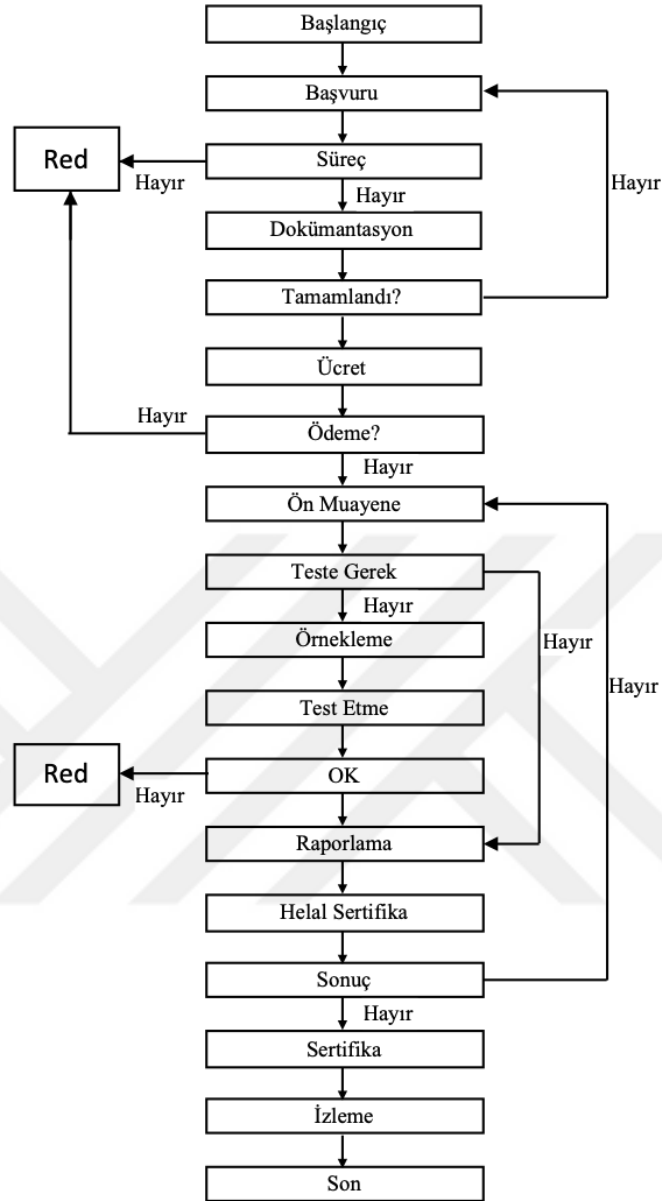 Başlangıç
Başvuru
Red
Süreç
Hayır
Hayır
Hayır
Dokümantasyon
Tamamlandı?
Ücret
Hayır
Ödeme?
Hayır
Ön Muayene
Teste Gerek
Hayır
Örnekleme
Hayır
Hayır
Test Etme
Red
OK
Hayır
Raporlama
Helal Sertifika
Sonuç
Hayır
Sertifika
İzleme
Son